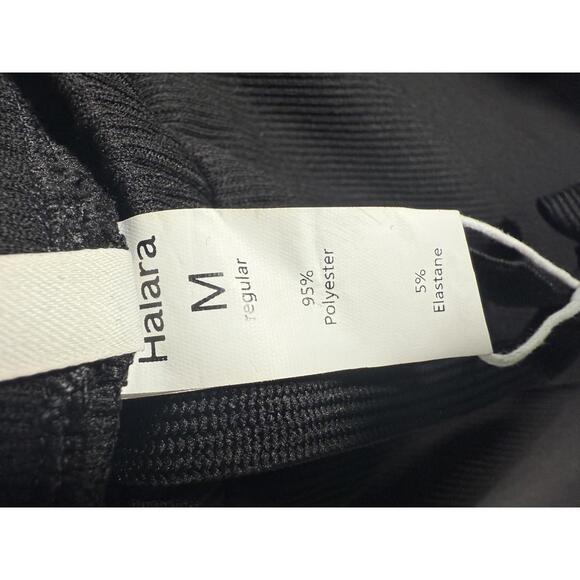 Halara
M
regular
95%
Polyester
5%
Elastane